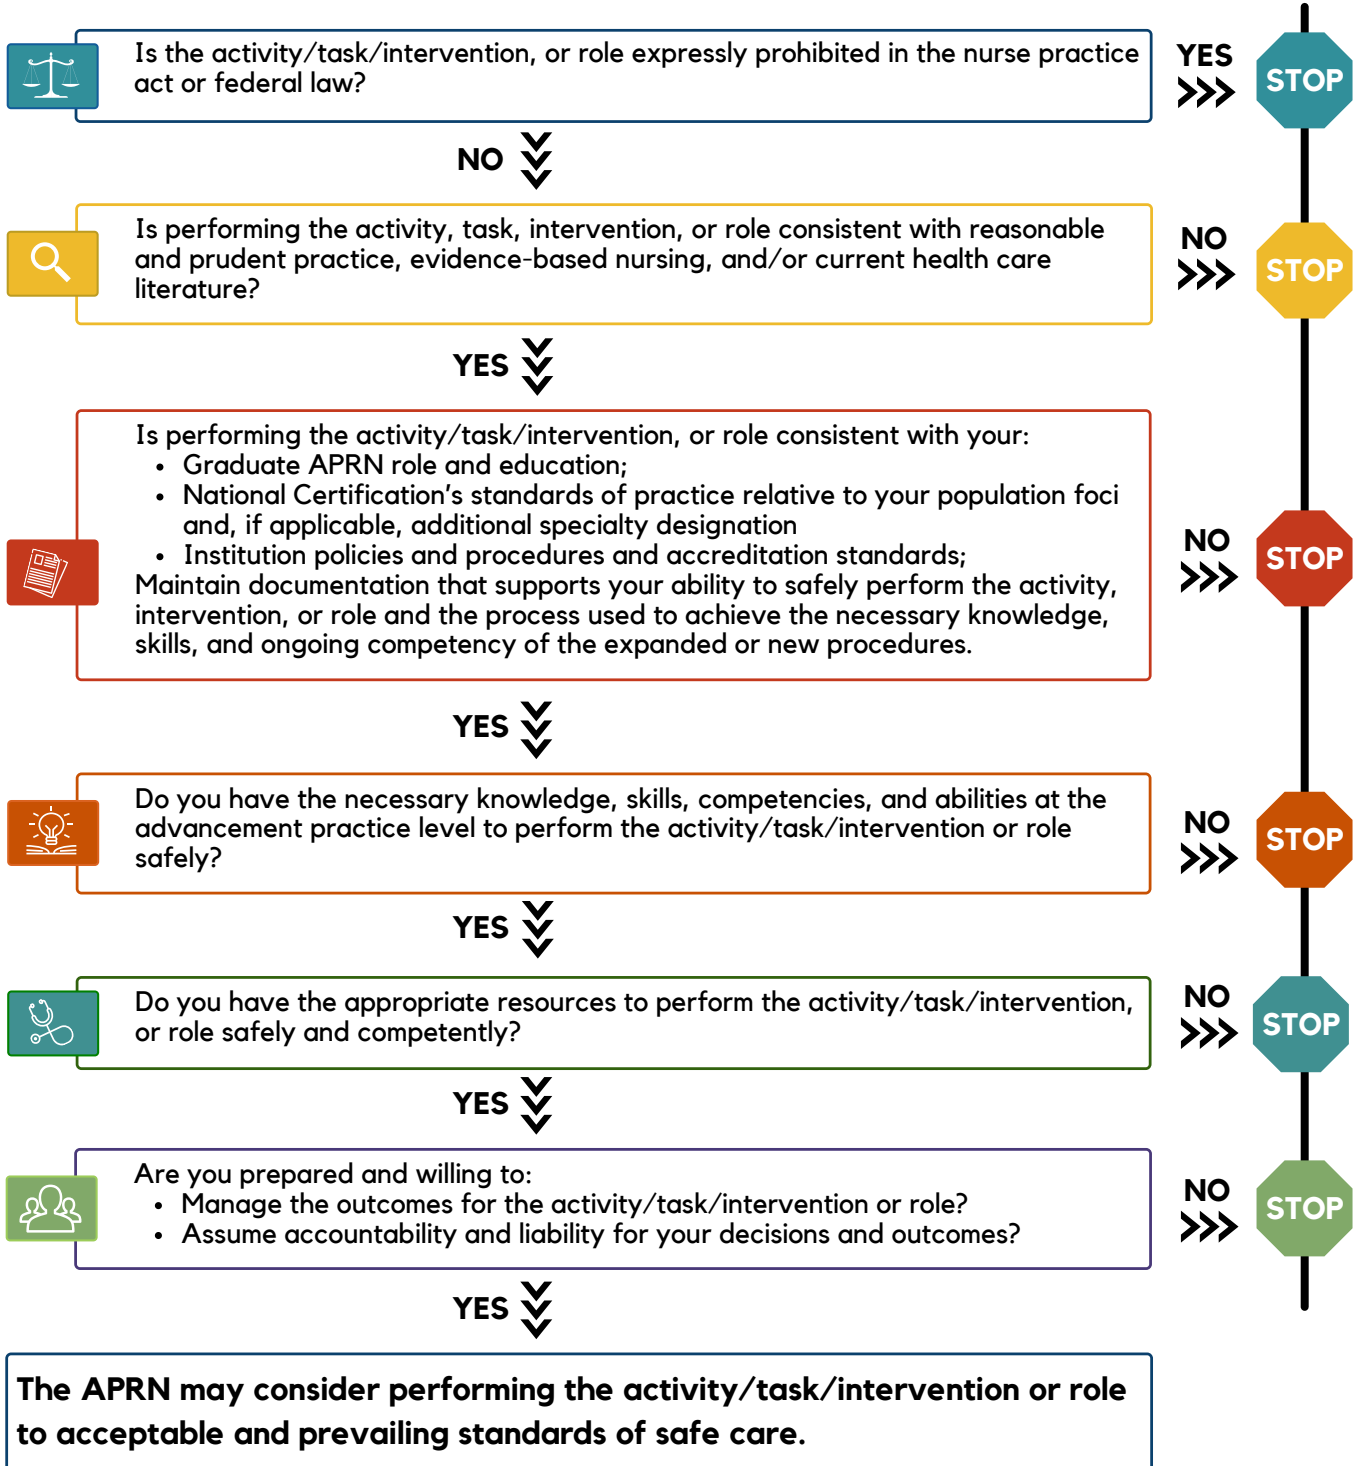 Is the activity/task/intervention, or role expressly prohibited in the nurse practice
act or federal law?
YES
STOP
NO
Is performing the activity, task, intervention, or role consistent with reasonable
and prudent practice, evidence-based nursing, and/or current health care
literature?
NO
STOP
YES
Is performing the activity/task/intervention, or role consistent with your:
• Graduate APRN role and education;
• National Certification's standards of practice relative to your population foci
and, if applicable, additional specialty designation
• Institution policies and procedures and accreditation standards;
Maintain documentation that supports your ability to safely perform the activity,
intervention, or role and the process used to achieve the necessary knowledge,
skills, and ongoing competency of the expanded or new procedures.
NO
STOP
YES
Do you have the necessary knowledge, skills, competencies, and abilities at the
advancement practice level to perform the activity/task/intervention or role
safely?
NO
STOP
YES
Do you have the appropriate resources to perform the activity/task/intervention,
or role safely and competently?
NO
STOP
YES
Are you prepared and willing to:
• Manage the outcomes for the activity/task/intervention or role?
• Assume accountability and liability for your decisions and outcomes?
NO
STOP
YES
The APRN may consider performing the activity/task/intervention or role
to acceptable and prevailing standards of safe care.